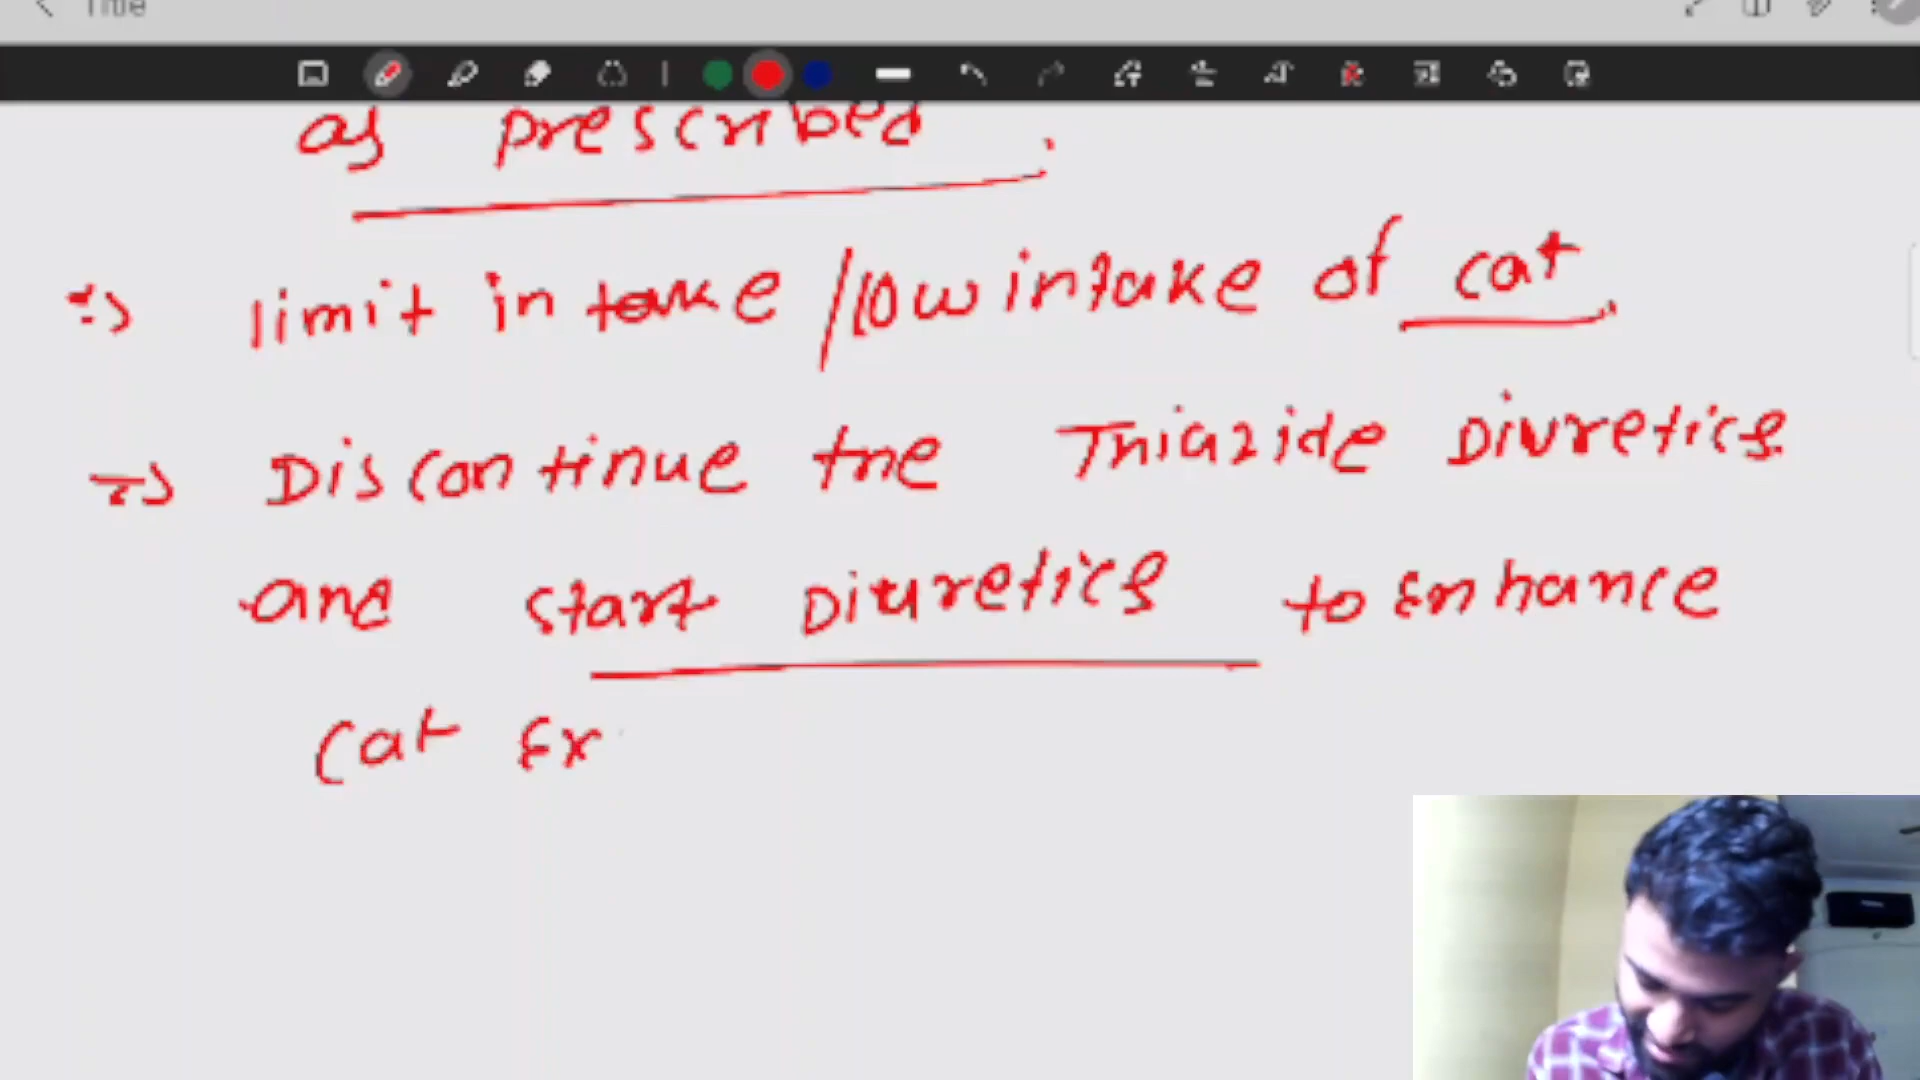 Title
as prescribed.
=> limit intake / low intake of cat.
=> Discontinue the Thiazide Diuretics
and start Diuretics to Enhance
Cat Ex